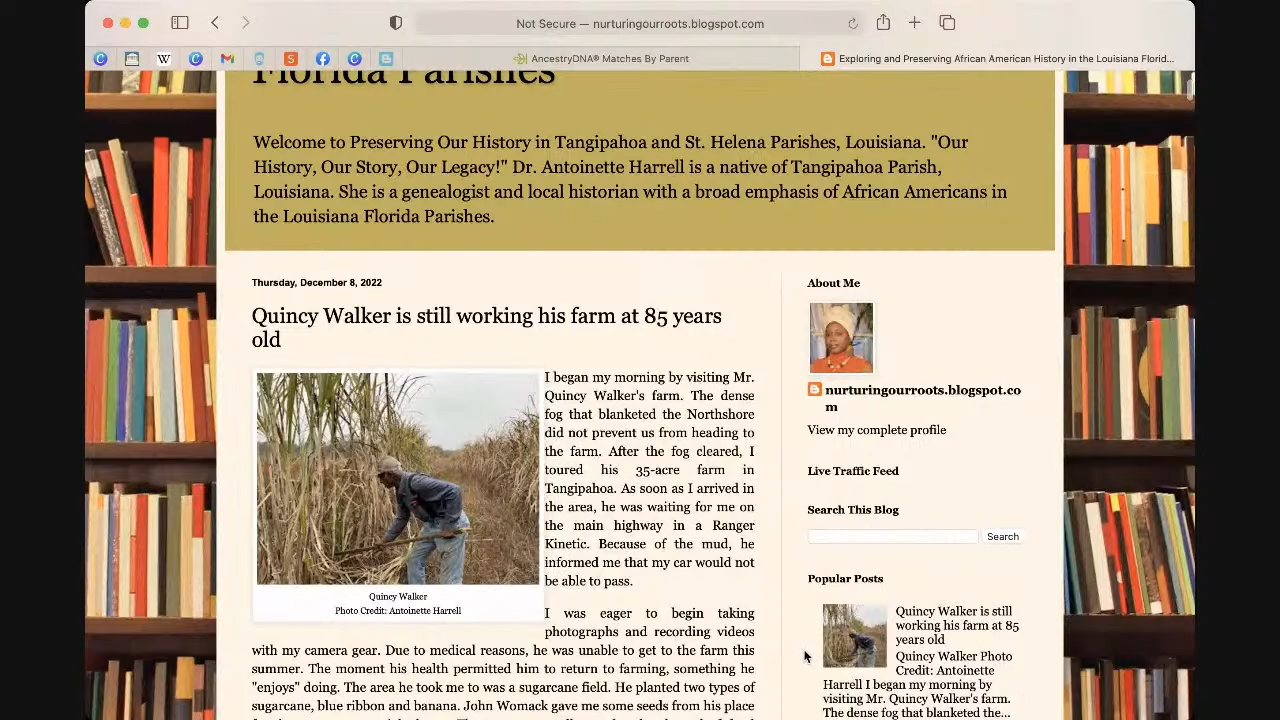 Not Secure — nurturingourroots.blogspot.com
AncestryDNA® Matches By Parent
Exploring and Preserving African American History in the Louisiana Florid...
Florida Parishes
Welcome to Preserving Our History in Tangipahoa and St. Helena Parishes, Louisiana. "Our
History, Our Story, Our Legacy!" Dr. Antoinette Harrell is a native of Tangipahoa Parish,
Louisiana. She is a genealogist and local historian with a broad emphasis of African Americans in
the Louisiana Florida Parishes.
Thursday, December 8, 2022
Quincy Walker is still working his farm at 85 years
old
I began my morning by visiting Mr.
Quincy Walker's farm. The dense
fog that blanketed the Northshore
did not prevent us from heading to
the farm. After the fog cleared, I
toured his 35-acre farm in
Tangipahoa. As soon as I arrived in
the area, he was waiting for me on
the main highway in a Ranger
Kinetic. Because of the mud, he
informed me that my car would not
be able to pass.
Quincy Walker
Photo Credit: Antoinette Harrell
I was eager to begin taking
photographs and recording videos
with my camera gear. Due to medical reasons, he was unable to get to the farm this
summer. The moment his health permitted him to return to farming, something he
"enjoys" doing. The area he took me to was a sugarcane field. He planted two types of
sugarcane, blue ribbon and banana. John Womack gave me some seeds from his place
About Me
nurturingourroots.blogspot.co
m
View my complete profile
Live Traffic Feed
Search This Blog
Search
Popular Posts
Quincy Walker is still
working his farm at 85
years old
Quincy Walker Photo
Credit: Antoinette
Harrell I began my morning by
visiting Mr. Quincy Walker's farm.
The dense fog that blanketed the...